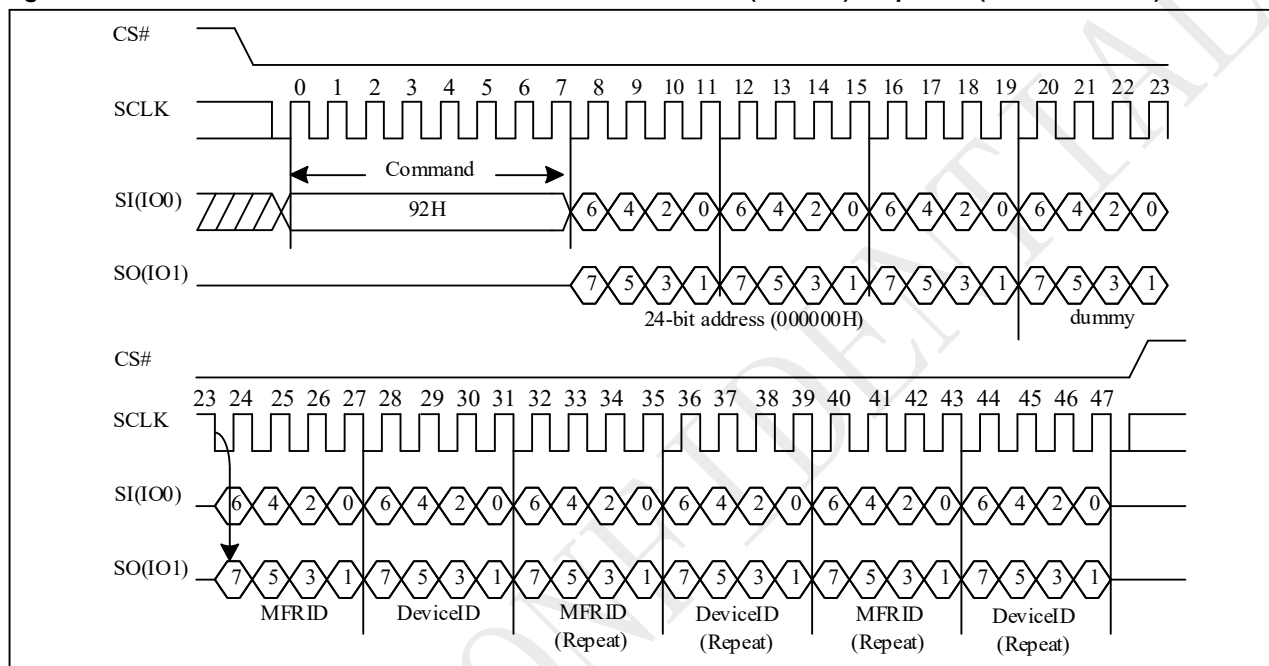 CS#
0 1 2 3 4 5 6 7 8 9 10 11 12 13 14 15 16 17 18 19 20 21 22 23
SCLK
Command
SI(IO0) 92H 6 4 2 0 6 4 2 0 6 4 2 0 6 4 2 0
SO(IO1) 7 5 3 1 7 5 3 1 7 5 3 1 7 5 3 1
24-bit address (000000H) dummy
CS#
23 24 25 26 27 28 29 30 31 32 33 34 35 36 37 38 39 40 41 42 43 44 45 46 47
SCLK
SI(IO0) 6 4 2 0 6 4 2 0 6 4 2 0 6 4 2 0 6 4 2 0 6 4 2 0
SO(IO1) 7 5 3 1 7 5 3 1 7 5 3 1 7 5 3 1 7 5 3 1 7 5 3 1
MFRID DeviceID MFRID DeviceID MFRID DeviceID
(Repeat) (Repeat) (Repeat) (Repeat)